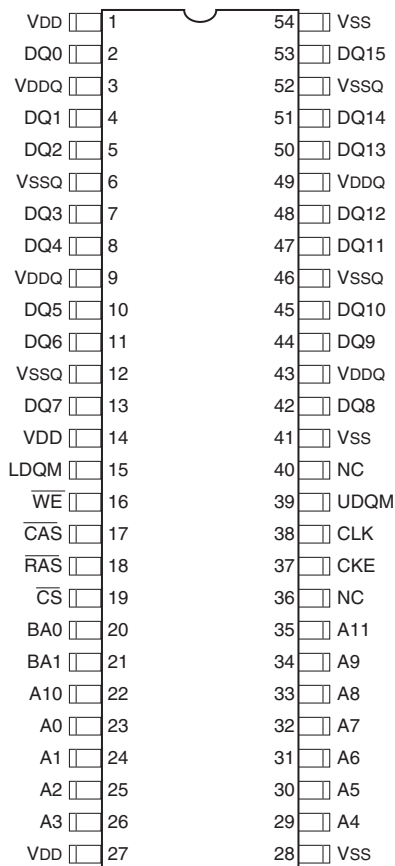 VDD 1 54 VSS
DQ0 2 53 DQ15
VDDQ 3 52 VSSQ
DQ1 4 51 DQ14
DQ2 5 50 DQ13
VSSQ 6 49 VDDQ
DQ3 7 48 DQ12
DQ4 8 47 DQ11
VDDQ 9 46 VSSQ
DQ5 10 45 DQ10
DQ6 11 44 DQ9
VSSQ 12 43 VDDQ
DQ7 13 42 DQ8
VDD 14 41 VSS
LDQM 15 40 NC
W̅E̅ 16 39 UDQM
C̅A̅S̅ 17 38 CLK
R̅A̅S̅ 18 37 CKE
C̅S̅ 19 36 NC
BA0 20 35 A11
BA1 21 34 A9
A10 22 33 A8
A0 23 32 A7
A1 24 31 A6
A2 25 30 A5
A3 26 29 A4
VDD 27 28 VSS